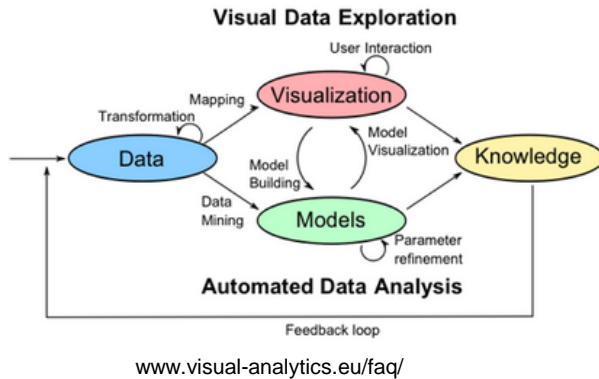 Visual Data Exploration
User Interaction
Visualization
Mapping
Transformation
Data
Model
Visualization
Knowledge
Model
Building
Data
Mining
Models
Parameter
refinement
Automated Data Analysis
Feedback loop
www.visual-analytics.eu/faq/